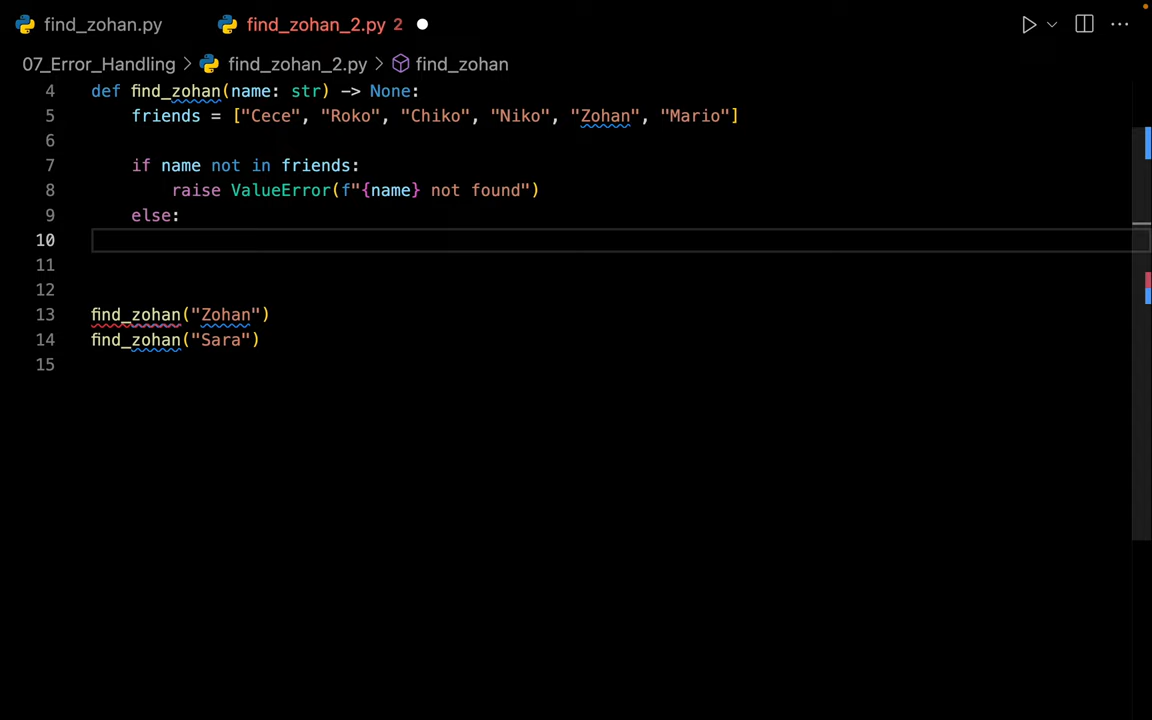 find_zohan.py find_zohan_2.py 2
07_Error_Handling > find_zohan_2.py > find_zohan
4 def find_zohan(name: str) -> None:
5 friends = ["Cece", "Roko", "Chiko", "Niko", "Zohan", "Mario"]
6
7 if name not in friends:
8 raise ValueError(f"{name} not found")
9 else:
10
11
12
13 find_zohan("Zohan")
14 find_zohan("Sara")
15